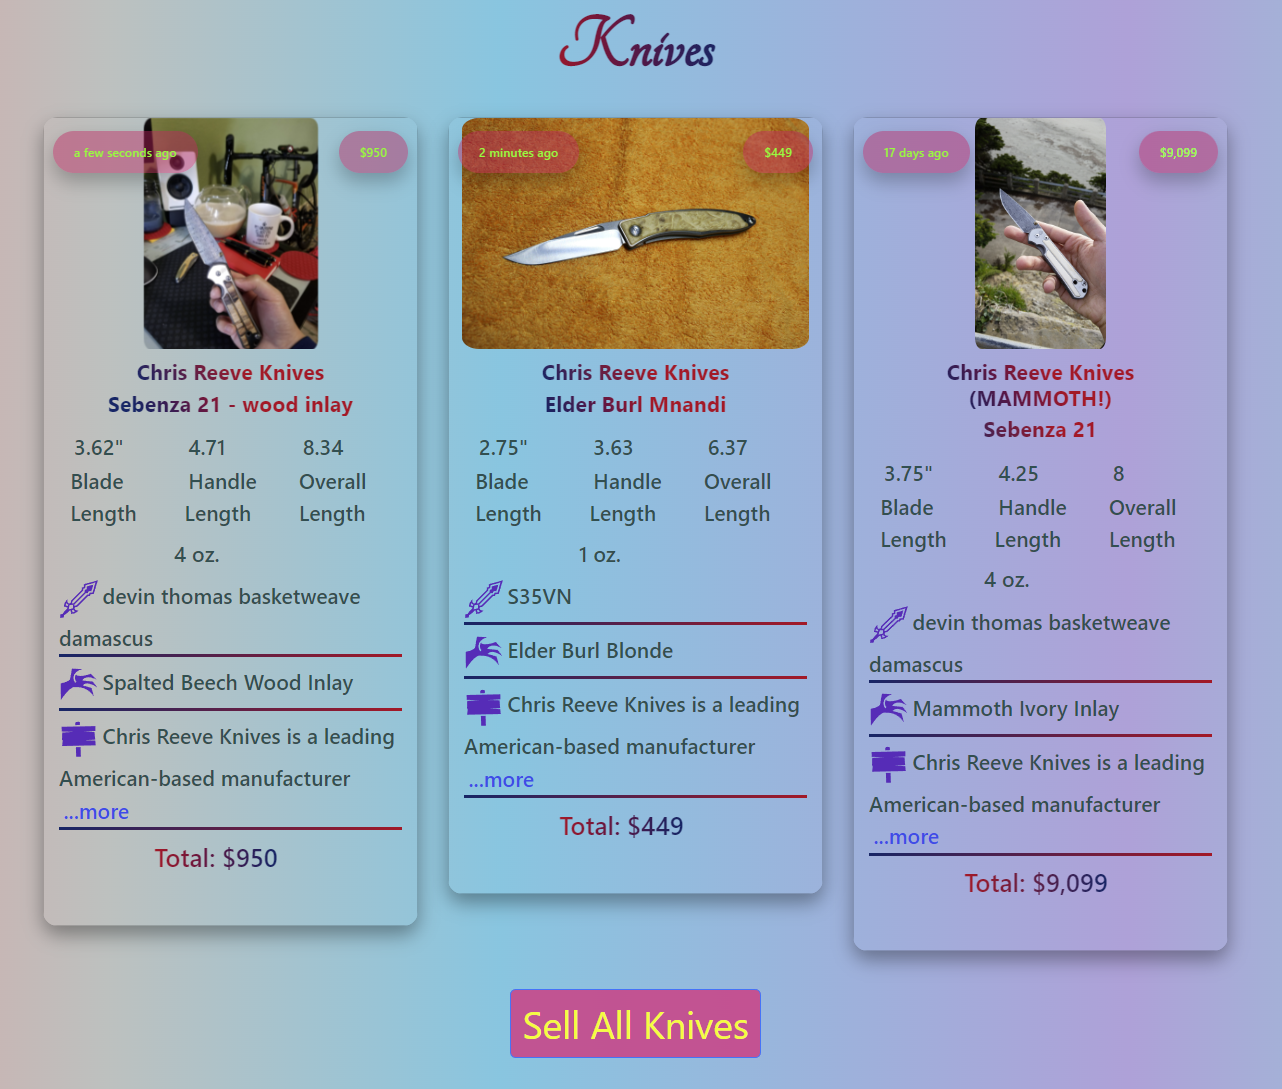 Knives
a few seconds ago
$950
Chris Reeve Knives
Sebenza 21 - wood inlay
3.62" 4.71 8.34
Blade Handle Overall
Length Length Length
4 oz.
devin thomas basketweave
damascus
Spalted Beech Wood Inlay
Chris Reeve Knives is a leading
American-based manufacturer
...more
Total: $950
2 minutes ago
$449
Chris Reeve Knives
Elder Burl Mnandi
2.75" 3.63 6.37
Blade Handle Overall
Length Length Length
1 oz.
S35VN
Elder Burl Blonde
Chris Reeve Knives is a leading
American-based manufacturer
...more
Total: $449
17 days ago
$9,099
Chris Reeve Knives
(MAMMOTH!)
Sebenza 21
3.75" 4.25 8
Blade Handle Overall
Length Length Length
4 oz.
devin thomas basketweave
damascus
Mammoth Ivory Inlay
Chris Reeve Knives is a leading
American-based manufacturer
...more
Total: $9,099
Sell All Knives